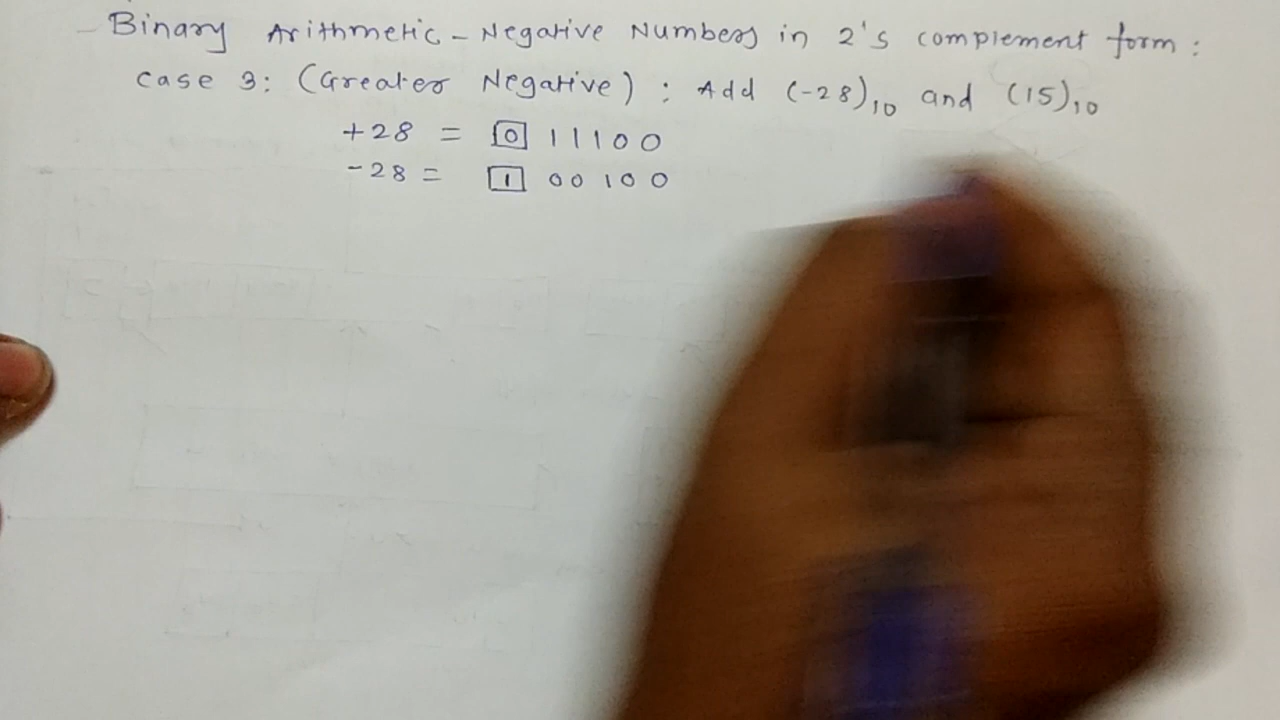 Binary Arithmetic - Negative Numbers in 2's complement form :
Case 3: (Greater Negative) : Add (-28)10 and (15)10
+28 = 0 11100
-28 = 1 00100